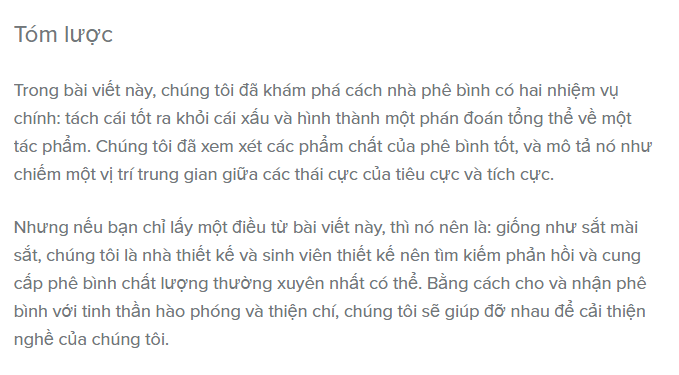 Tóm lược
Trong bài viết này, chúng tôi đã khám phá cách nhà phê bình có hai nhiệm vụ
chính: tách cái tốt ra khỏi cái xấu và hình thành một phán đoán tổng thể về một
tác phẩm. Chúng tôi đã xem xét các phẩm chất của phê bình tốt, và mô tả nó như
chiếm một vị trí trung gian giữa các thái cực của tiêu cực và tích cực.
Nhưng nếu bạn chỉ lấy một điều từ bài viết này, thì nó nên là: giống như sắt mài
sắt, chúng tôi là nhà thiết kế và sinh viên thiết kế nên tìm kiếm phản hồi và cung
cấp phê bình chất lượng thường xuyên nhất có thể. Bằng cách cho và nhận phê
bình với tinh thần hào phóng và thiện chí, chúng tôi sẽ giúp đỡ nhau để cải thiện
nghề của chúng tôi.